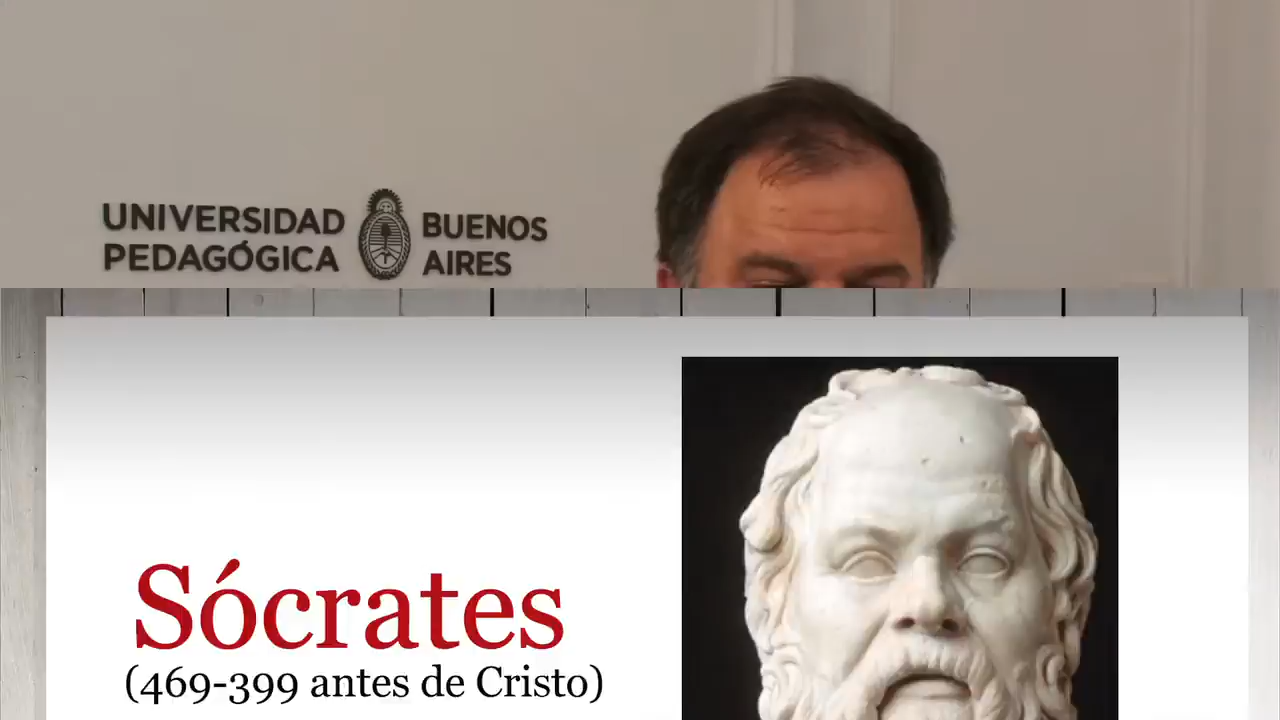 UNIVERSIDAD
PEDAGÓGICA
BUENOS
AIRES
Sócrates
(469-399 antes de Cristo)